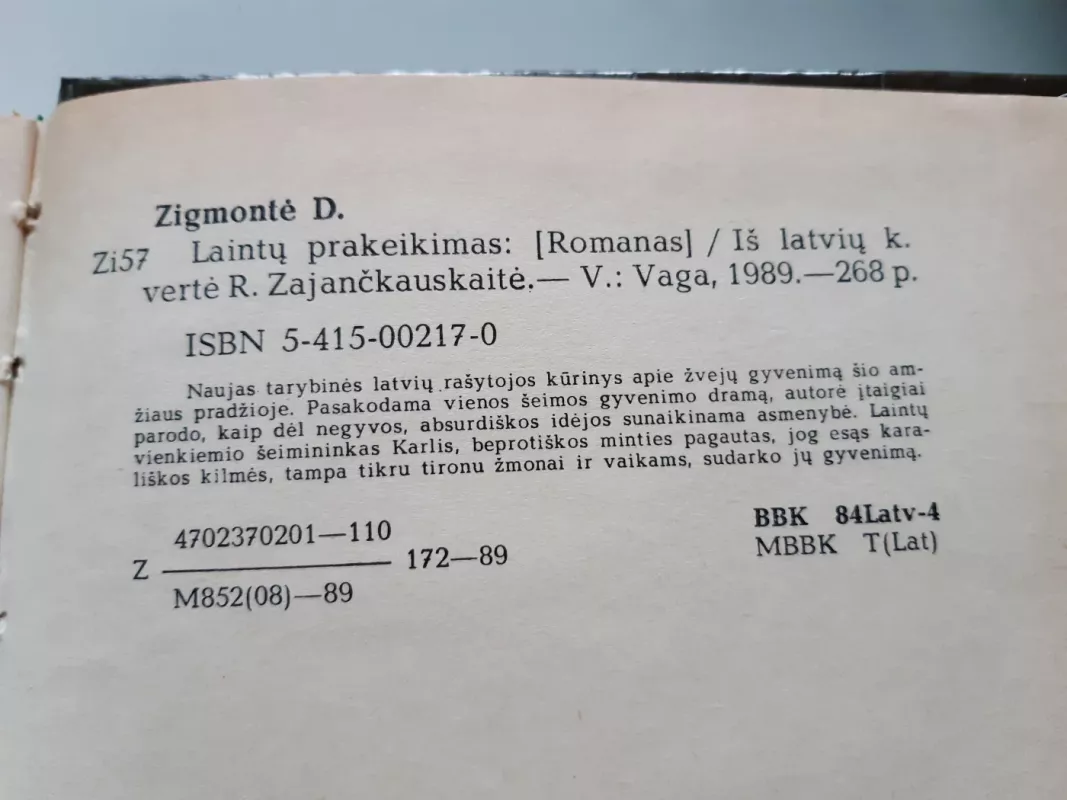 Zigmontė D.
Zi57 Laintų prakeikimas: [Romanas] / Iš latvių k.
vertė R. Zajančkauskaitė.— V.: Vaga, 1989.—268 p.
ISBN 5-415-00217-0
Naujas tarybinės latvių rašytojos kūrinys apie žvejų gyvenimą šio am-
žiaus pradžioje. Pasakodama vienos šeimos gyvenimo dramą, autorė įtaigiai
parodo, kaip dėl negyvos, absurdiškos idėjos sunaikinama asmenybė. Laintų
vienkiemio šeimininkas Karlis, beprotiškos minties pagautas, jog esąs kara-
liškos kilmės, tampa tikru tironu žmonai ir vaikams, sudarko jų gyvenimą.
4702370201—110
Z 172—89
M852(08)—89
BBK 84Latv-4
MBBK T(Lat)